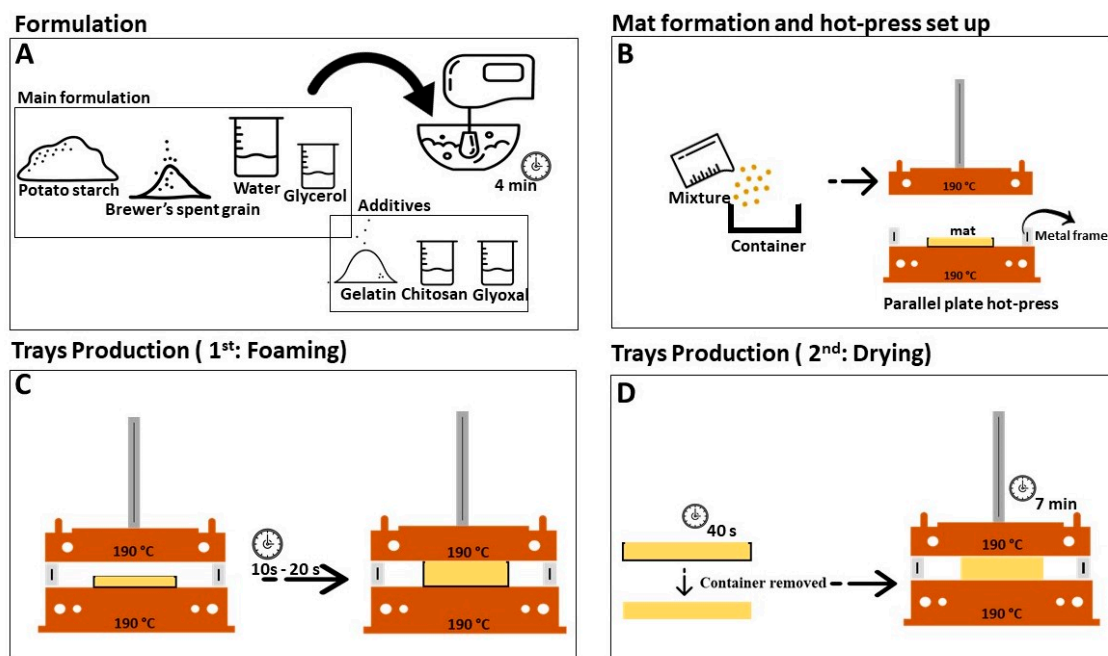 Formulation
A
Main formulation
Potato starch
Brewer's spent grain
Water
Glycerol
4 min
Additives
Gelatin
Chitosan
Glyoxal
Mat formation and hot-press set up
B
Mixture
Container
190 °C
mat
Metal frame
190 °C
Parallel plate hot-press
Trays Production ( 1st: Foaming)
C
190 °C
190 °C
10s - 20 s
190 °C
190 °C
Trays Production ( 2nd: Drying)
D
40 s
Container removed
7 min
190 °C
190 °C